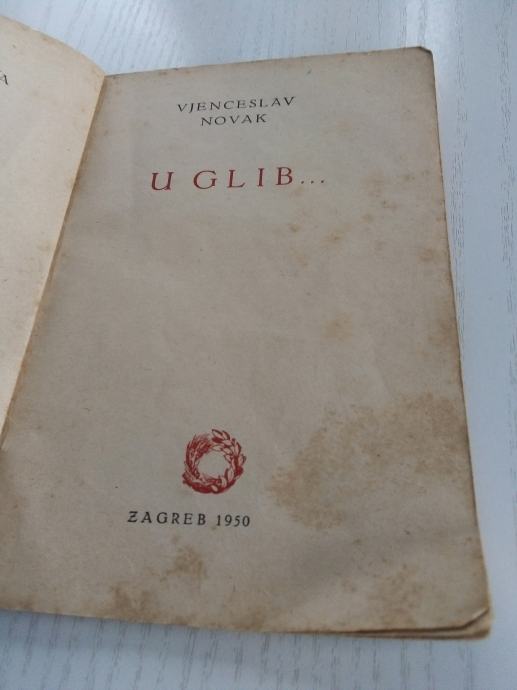 A
VJENCESLAV
NOVAK
U GLIB...
ZAGREB 1950